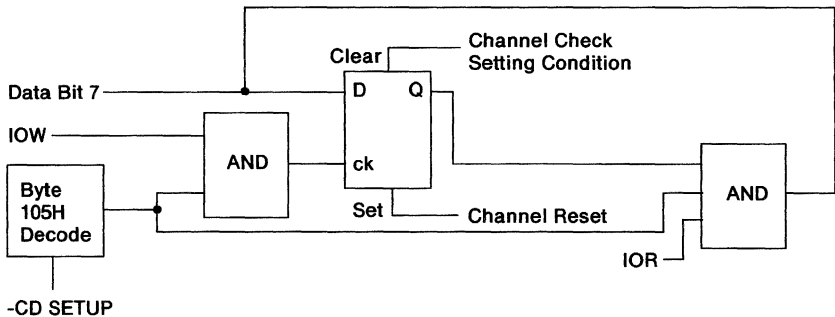 Channel Check
Setting Condition
Clear
Data Bit 7
D
Q
IOW
AND
ck
Byte
105H
Decode
AND
Set
Channel Reset
IOR
-CD SETUP